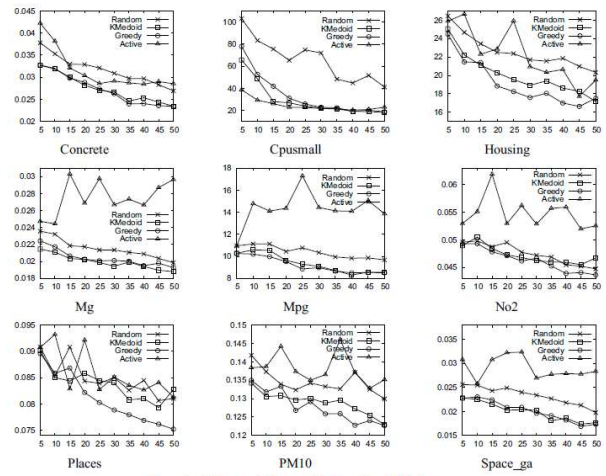 0.045
0.04
0.035
0.03
0.025
0.02
Random
KMedoid
Greedy
Active
5 10 15 20 25 30 35 40 45 50
Concrete
100
80
60
40
20
Random
KMedoid
Greedy
Active
5 10 15 20 25 30 35 40 45 50
Cpusmall
26
24
22
20
18
16
Random
KMedoid
Greedy
Active
5 10 15 20 25 30 35 40 45 50
Housing
0.03
0.028
0.026
0.024
0.022
0.02
0.018
Random
KMedoid
Greedy
Active
5 10 15 20 25 30 35 40 45 50
Mg
18
16
14
12
10
8
Random
KMedoid
Greedy
Active
5 10 15 20 25 30 35 40 45 50
Mpg
0.06
0.055
0.05
0.045
Random
KMedoid
Greedy
Active
5 10 15 20 25 30 35 40 45 50
No2
0.095
0.09
0.085
0.08
0.075
Random
KMedoid
Greedy
Active
5 10 15 20 25 30 35 40 45 50
Places
0.15
0.145
0.14
0.135
0.13
0.125
0.12
Random
KMedoid
Greedy
Active
5 10 15 20 25 30 35 40 45 50
PM10
0.04
0.035
0.03
0.025
0.02
0.015
Random
KMedoid
Greedy
Active
5 10 15 20 25 30 35 40 45 50
Space_ga